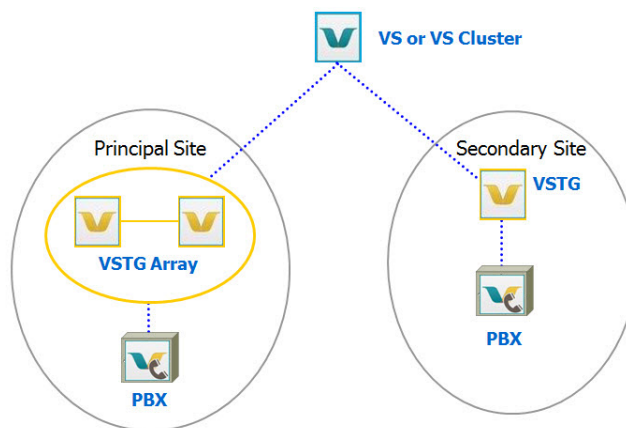 VS or VS Cluster
Principal Site
Secondary Site
VSTG
VSTG Array
PBX
PBX